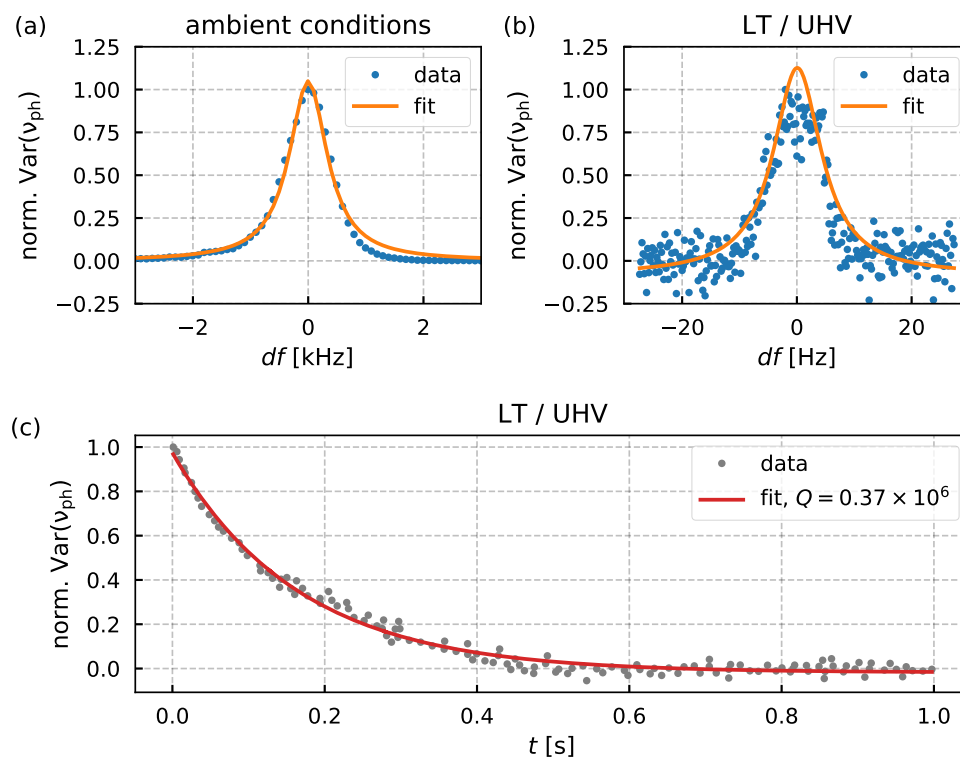 (a) ambient conditions
1.25
1.00
0.75
0.50
0.25
0.00
−0.25
norm. Var(νph)
data
fit
−2 0 2
df [kHz]
(b) LT / UHV
1.25
1.00
0.75
0.50
0.25
0.00
−0.25
norm. Var(νph)
data
fit
−20 0 20
df [Hz]
(c) LT / UHV
1.0
0.8
0.6
0.4
0.2
0.0
norm. Var(νph)
data
fit, Q = 0.37 × 10⁶
0.0 0.2 0.4 0.6 0.8 1.0
t [s]